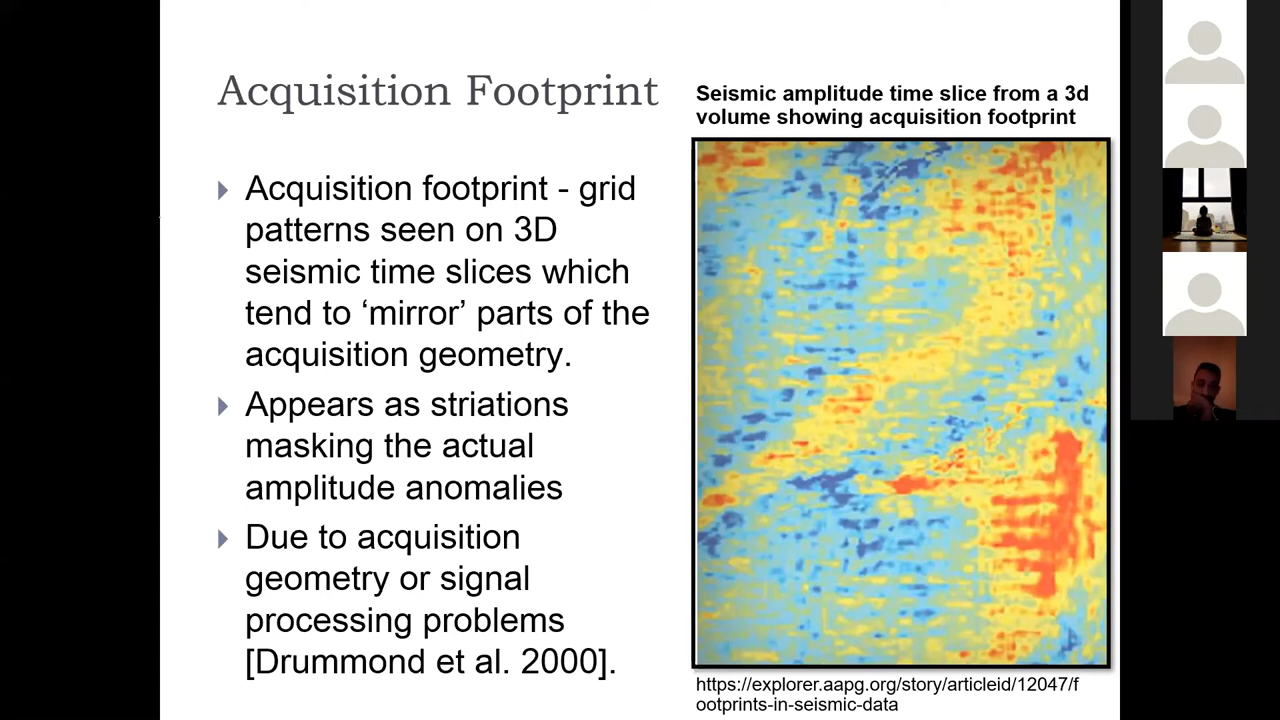 Acquisition Footprint
Acquisition footprint - grid
patterns seen on 3D
seismic time slices which
tend to ‘mirror’ parts of the
acquisition geometry.
Appears as striations
masking the actual
amplitude anomalies
Due to acquisition
geometry or signal
processing problems
[Drummond et al. 2000].
Seismic amplitude time slice from a 3d
volume showing acquisition footprint
https://explorer.aapg.org/story/articleid/12047/f
ootprints-in-seismic-data